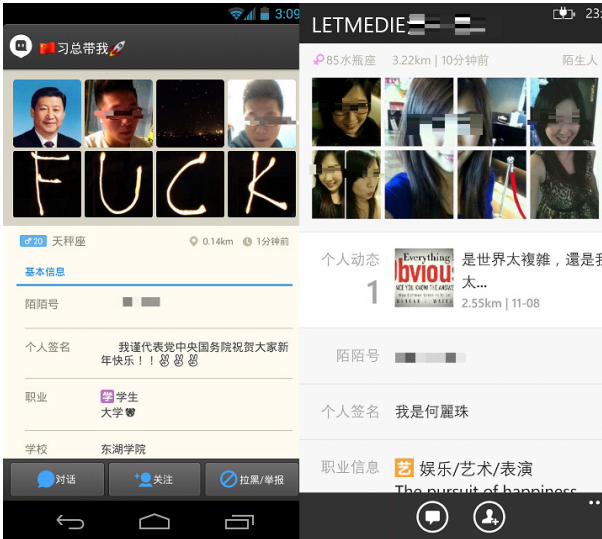 3:09
🇨🇳习总带我🚀
F U C K
♂20 天秤座 0.14km 1分钟前
基本信息
陌陌号
个人签名 我谨代表党中央国务院祝贺大家新
年快乐！！✌✌✌
职业 学 学生
大学
学校 东湖学院
对话 关注 拉黑/举报
23:
LETMEDIE
♀85水瓶座 3.22km | 10分钟前 陌生人
个人动态
1
Everything
Obvious
是世界太複雜，還是我
太...
2.55km | 11-08
陌陌号
个人签名 我是何麗珠
职业信息 艺 娱乐/艺术/表演
The pursuit of happiness